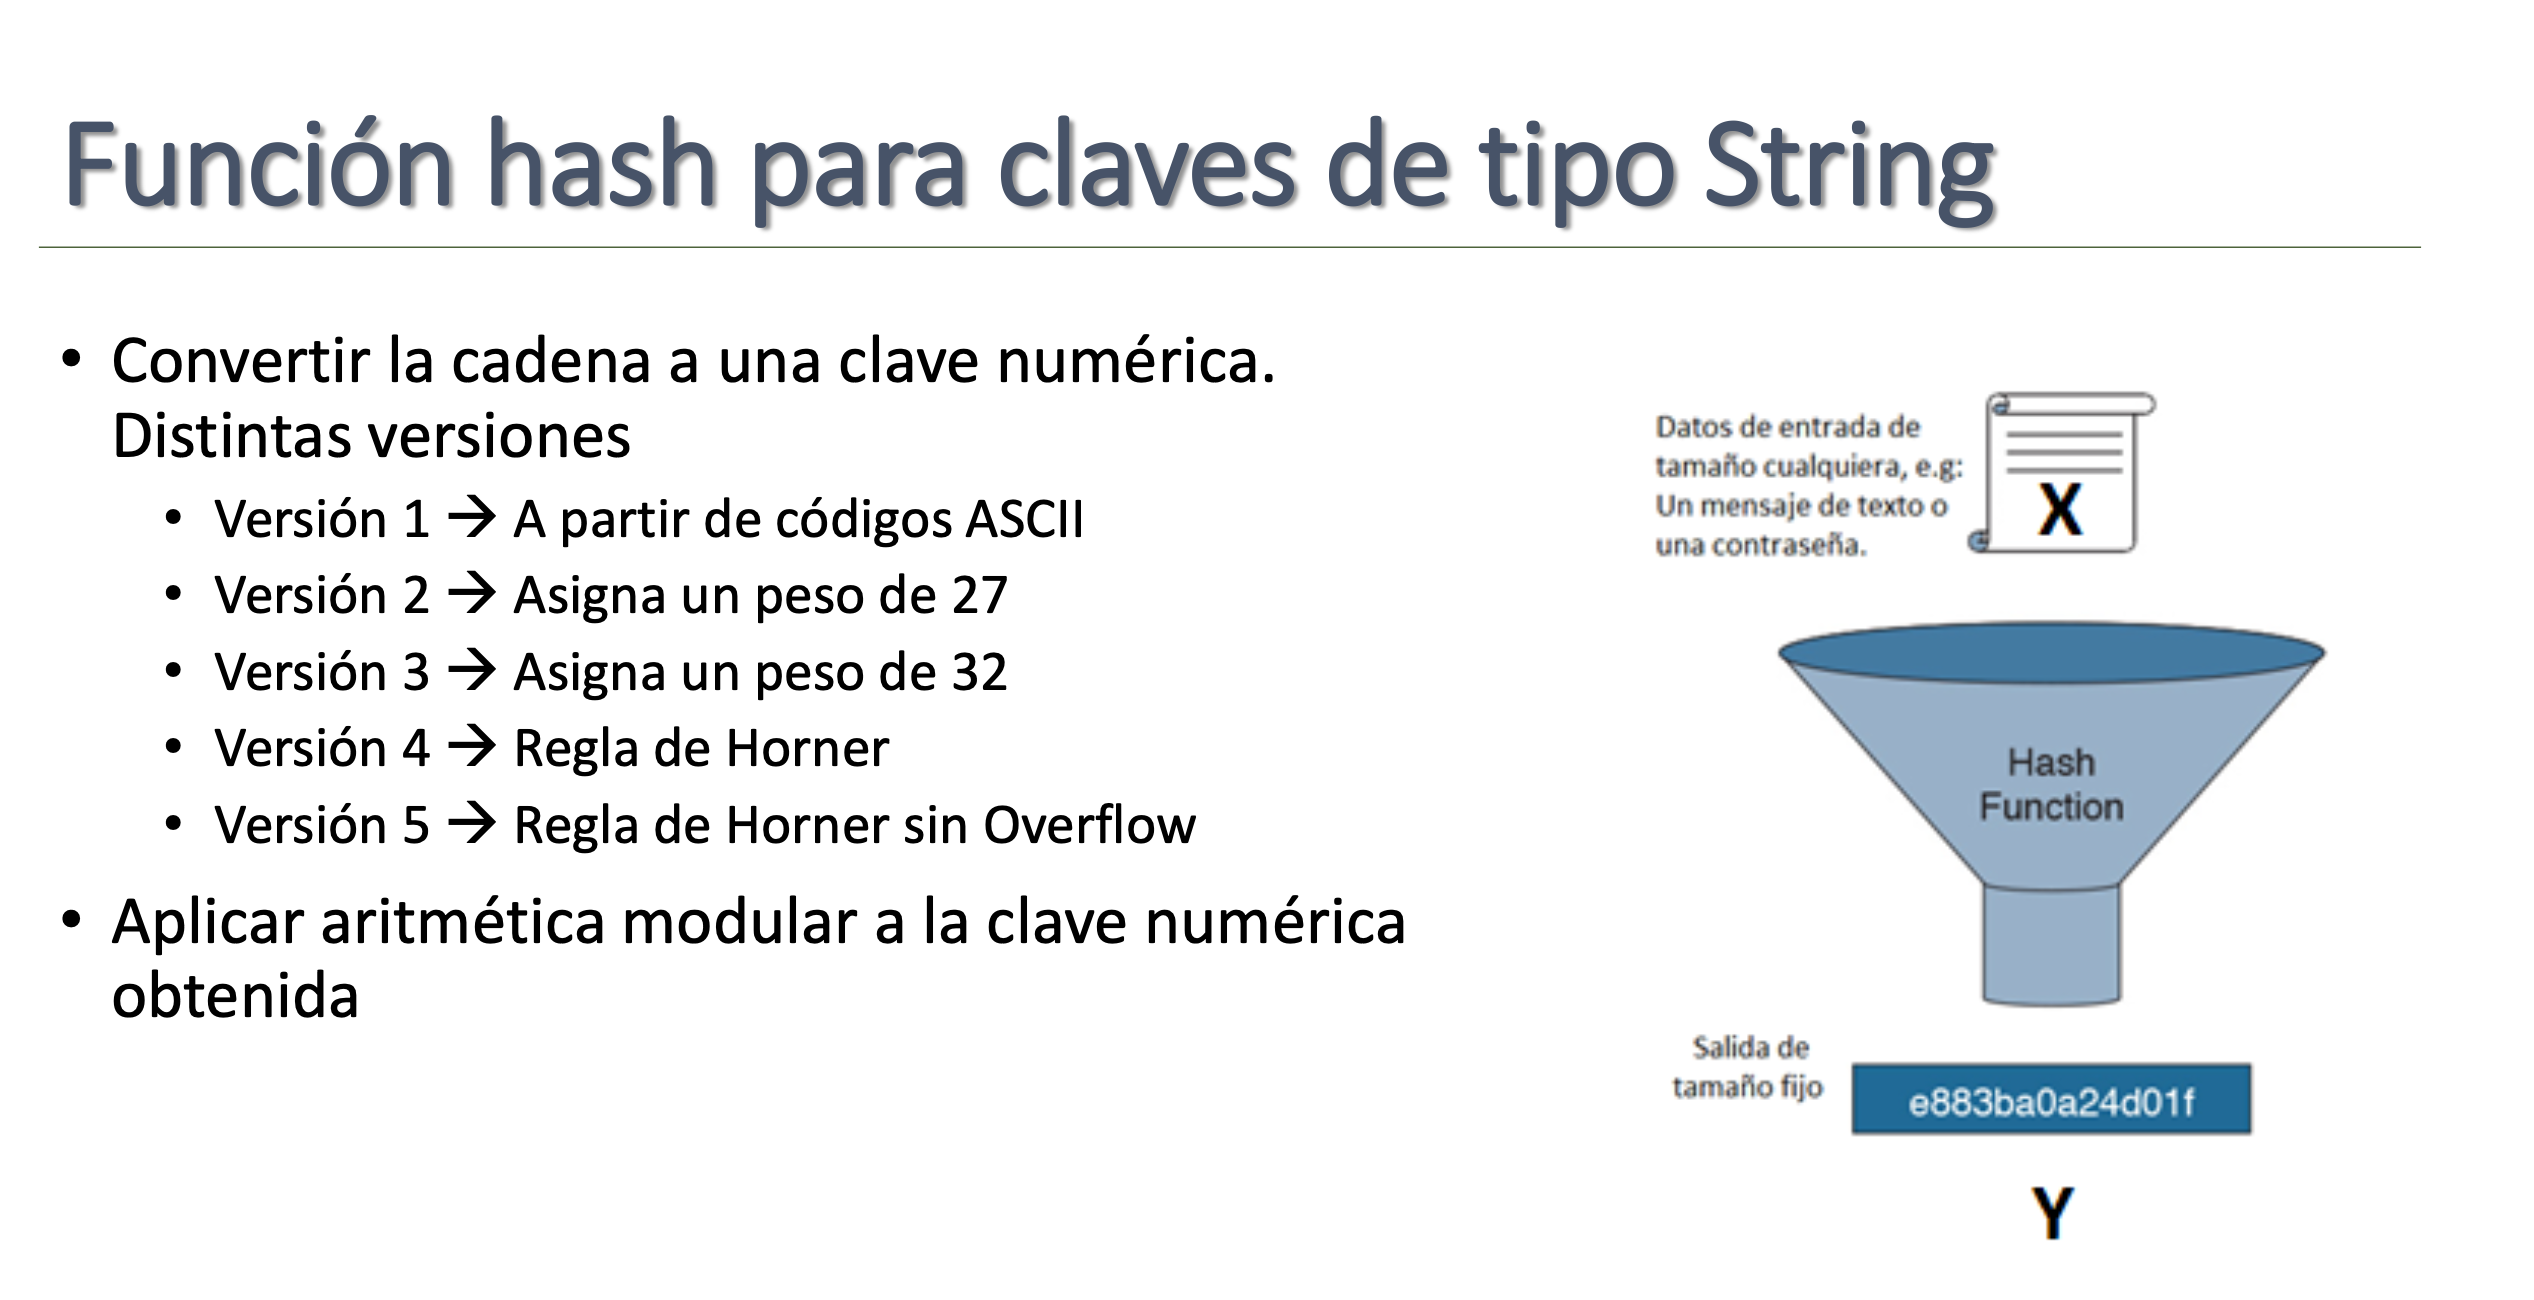 Función hash para claves de tipo String
• Convertir la cadena a una clave numérica.
Distintas versiones
• Versión 1 → A partir de códigos ASCII
• Versión 2 → Asigna un peso de 27
• Versión 3 → Asigna un peso de 32
• Versión 4 → Regla de Horner
• Versión 5 → Regla de Horner sin Overflow
• Aplicar aritmética modular a la clave numérica
obtenida
Datos de entrada de
tamaño cualquiera, e.g:
Un mensaje de texto o
una contraseña.
X
Hash
Function
Salida de
tamaño fijo
e883ba0a24d01f
Y